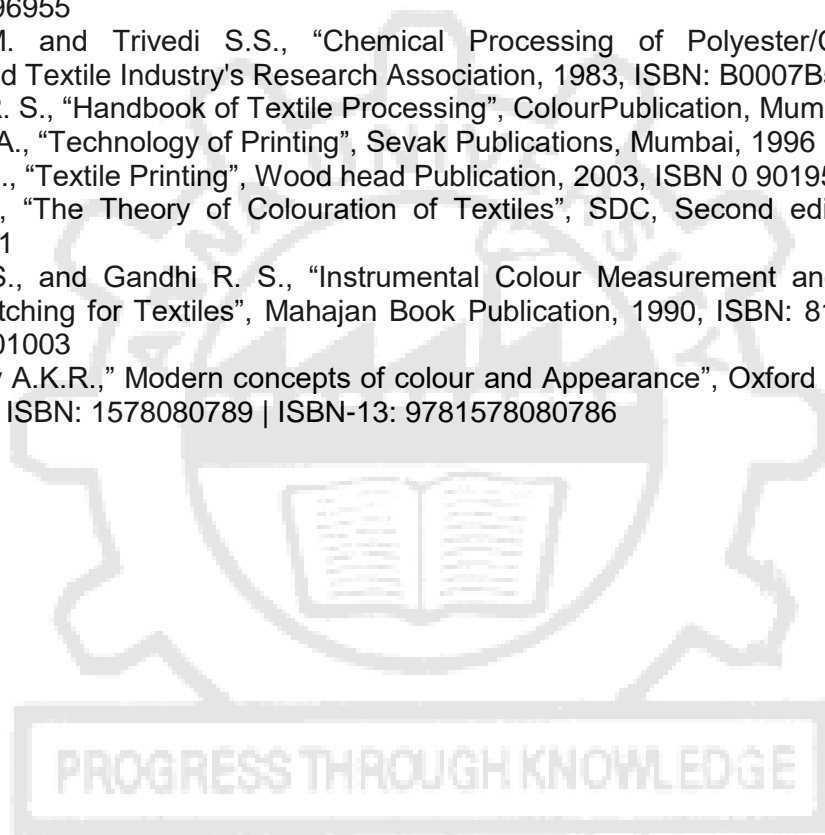 96955
M. and Trivedi S.S., “Chemical Processing of Polyester/C
d Textile Industry's Research Association, 1983, ISBN: B0007B
R. S., “Handbook of Textile Processing”, ColourPublication, Mum
A., “Technology of Printing”, Sevak Publications, Mumbai, 1996
., “Textile Printing”, Wood head Publication, 2003, ISBN 0 90195
, “The Theory of Colouration of Textiles”, SDC, Second edi
1
S., and Gandhi R. S., “Instrumental Colour Measurement an
tching for Textiles”, Mahajan Book Publication, 1990, ISBN: 81
01003
y A.K.R.,” Modern concepts of colour and Appearance”, Oxford
ISBN: 1578080789 | ISBN-13: 9781578080786
PROGRESS THROUGH KNOWLEDGE